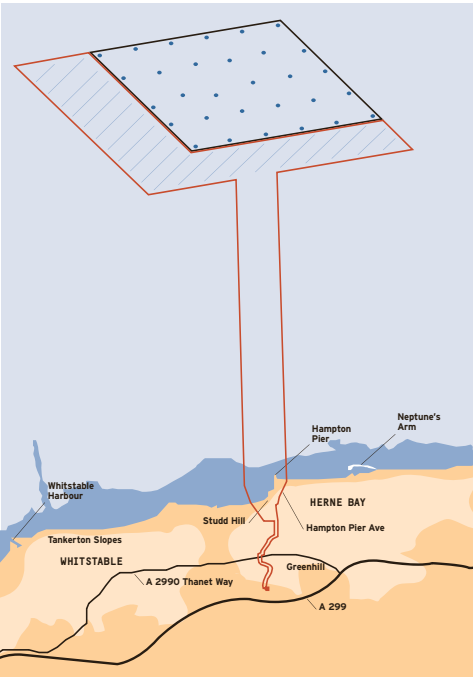 Neptune's
Arm
Hampton
Pier
Whitstable
Harbour
HERNE BAY
Studd Hill
Hampton Pier Ave
Tankerton Slopes
WHITSTABLE
Greenhill
A 2990 Thanet Way
A 299